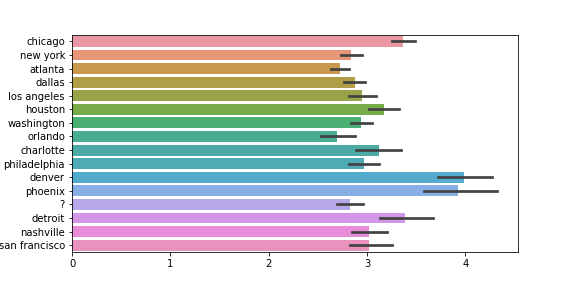 chicago
new york
atlanta
dallas
los angeles
houston
washington
orlando
charlotte
philadelphia
denver
phoenix
?
detroit
nashville
san francisco
0 1 2 3 4